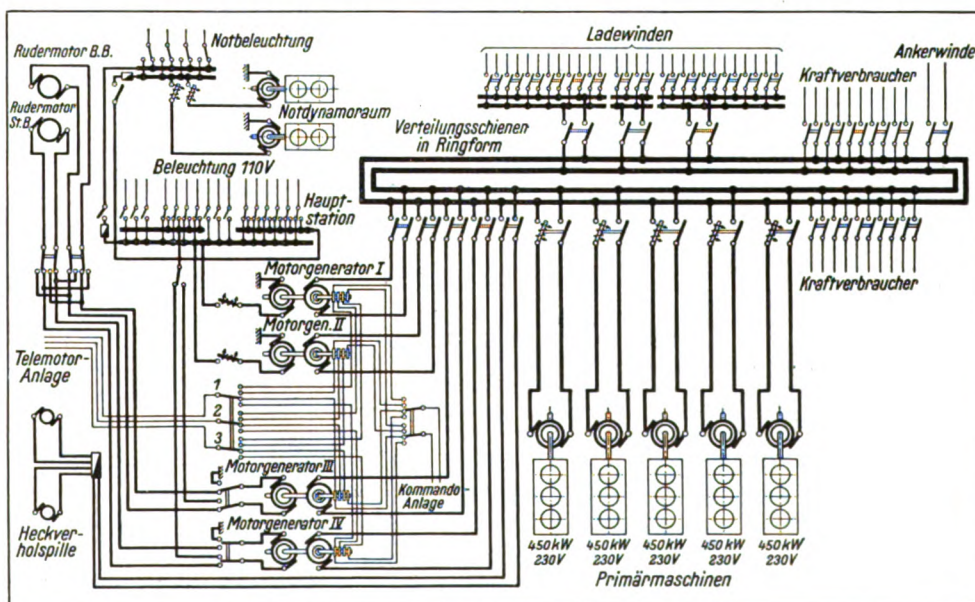 Rudermotor B.B.
Rudermotor
St.B.
Notbeleuchtung
Notdynamoraum
Beleuchtung 110V
Haupt-
station
Ladewinden
Ankerwinde
Kraftverbraucher
Verteilungsschienen
in Ringform
Kraftverbraucher
Motorgenerator I
Motorgen. II
Telemotor-
Anlage
1
2
3
Motorgenerator III
Kommando-
Anlage
Motorgenerator IV
Heckver-
holspille
450 kW
230V
450 kW
230V
450 kW
230V
450 kW
230V
450 kW
230V
Primärmaschinen